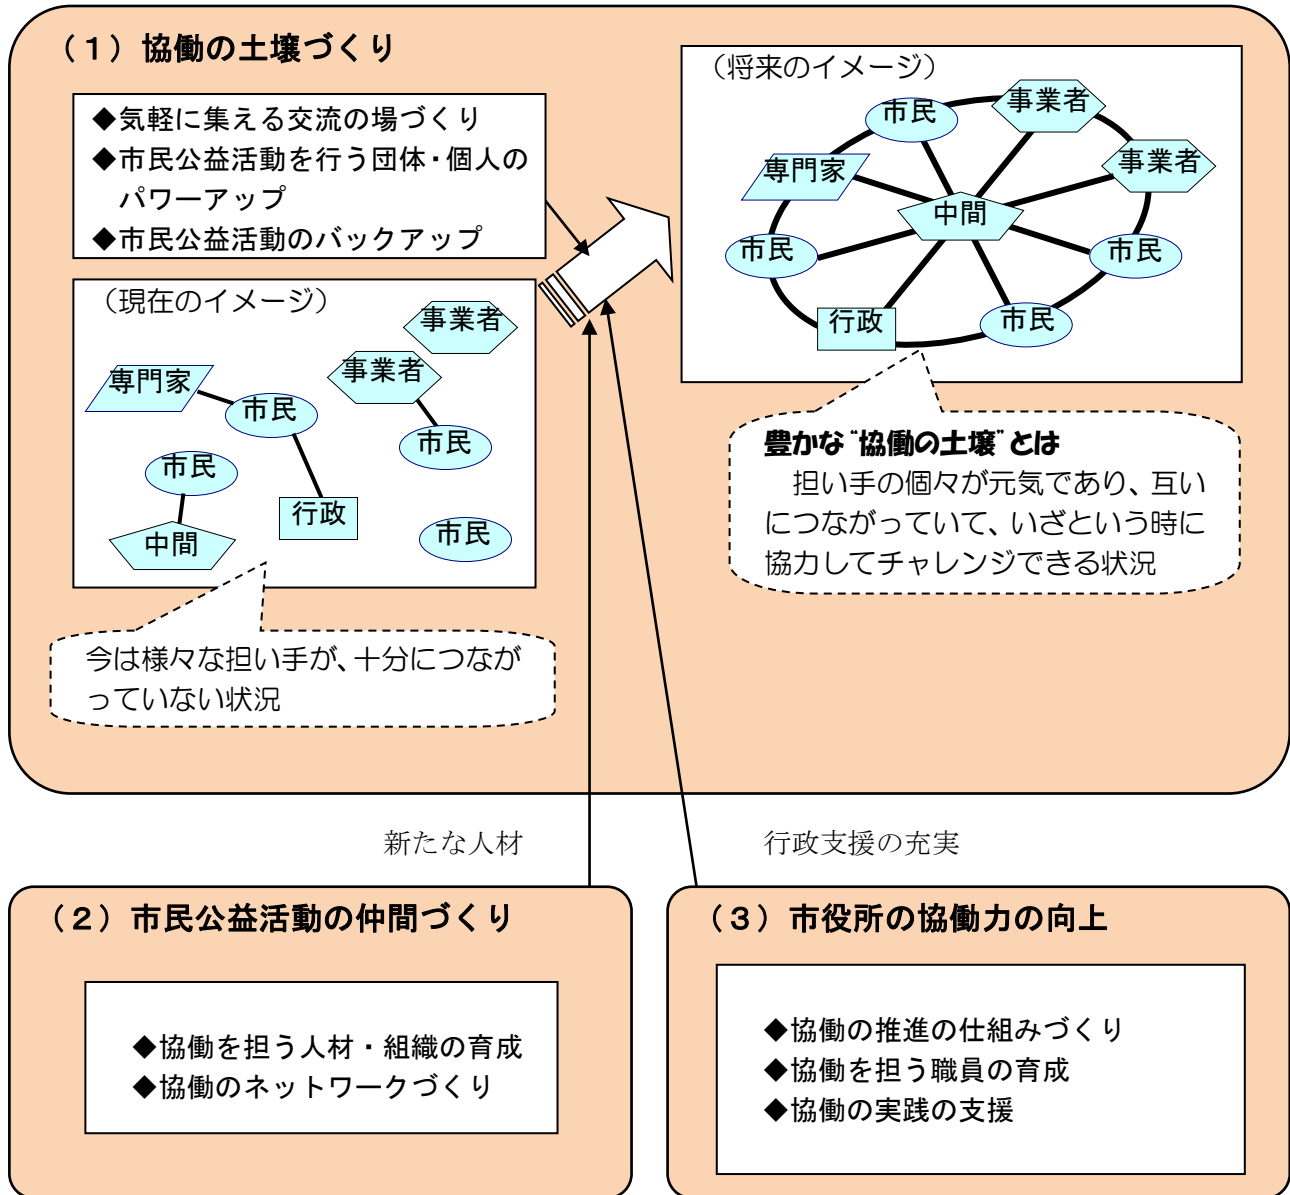 （１）協働の土壌づくり
◆気軽に集える交流の場づくり
◆市民公益活動を行う団体・個人の
パワーアップ
◆市民公益活動のバックアップ
（将来のイメージ）
市民
事業者
専門家
事業者
中間
市民
市民
行政
市民
（現在のイメージ）
事業者
事業者
専門家
市民
市民
市民
行政
中間
市民
豊かな“協働の土壌”とは
担い手の個々が元気であり、互い
につながっていて、いざという時に
協力してチャレンジできる状況
今は様々な担い手が、十分につなが
っていない状況
新たな人材
行政支援の充実
（２）市民公益活動の仲間づくり
◆協働を担う人材・組織の育成
◆協働のネットワークづくり
（３）市役所の協働力の向上
◆協働の推進の仕組みづくり
◆協働を担う職員の育成
◆協働の実践の支援